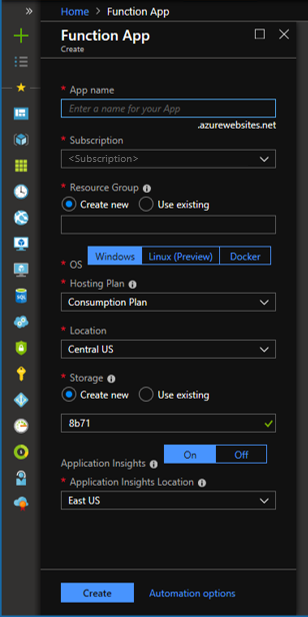 »
Home > Function App
Function App
Create
* App name
Enter a name for your App
.azurewebsites.net
* Subscription
<Subscription>
* Resource Group
Create new Use existing
* OS Windows Linux (Preview) Docker
* Hosting Plan
Consumption Plan
* Location
Central US
* Storage
Create new Use existing
8b71
Application Insights On Off
* Application Insights Location
East US
Create Automation options